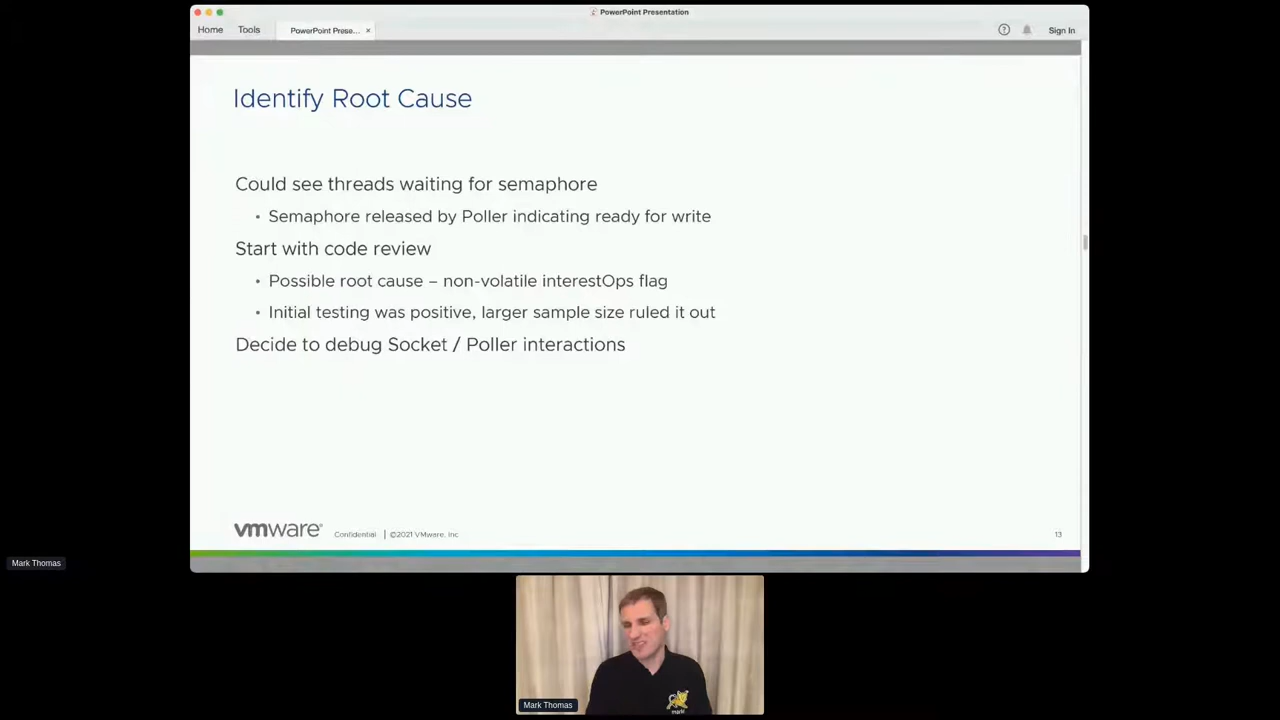 PowerPoint Presentation
Home
Tools
PowerPoint Prese...
Sign In
Identify Root Cause
Could see threads waiting for semaphore
• Semaphore released by Poller indicating ready for write
Start with code review
• Possible root cause – non-volatile interestOps flag
• Initial testing was positive, larger sample size ruled it out
Decide to debug Socket / Poller interactions
vmware®
Confidential | ©2021 VMware, Inc
13
Mark Thomas
Mark Thomas